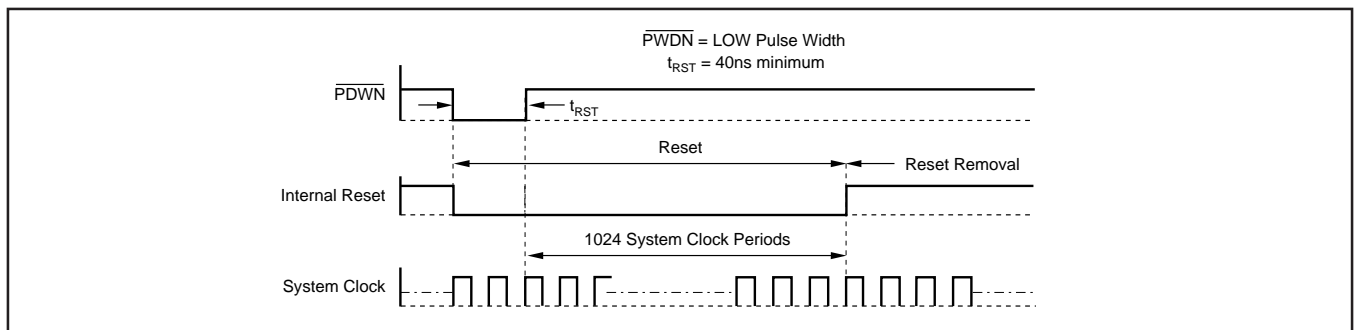 PWDN = LOW Pulse Width
tRST = 40ns minimum
PDWN
tRST
Reset
Reset Removal
Internal Reset
1024 System Clock Periods
System Clock